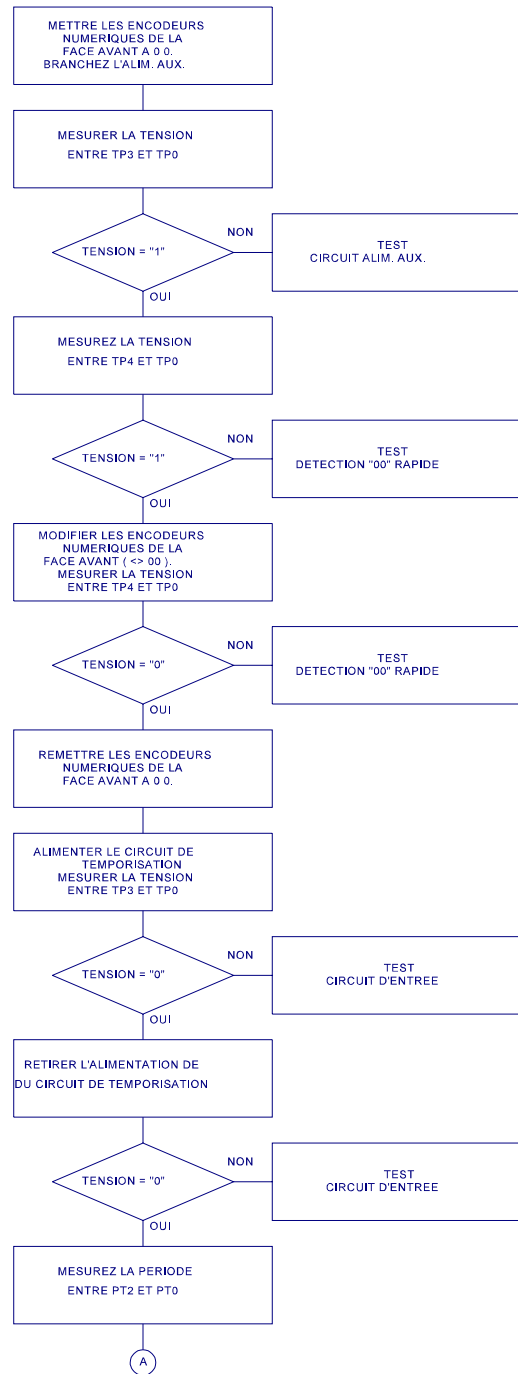 METTRE LES ENCODEURS
NUMERIQUES DE LA
FACE AVANT A 0 0.
BRANCHEZ L'ALIM. AUX.
MESURER LA TENSION
ENTRE TP3 ET TP0
TENSION = "1"
NON
TEST
CIRCUIT ALIM. AUX.
OUI
MESUREZ LA TENSION
ENTRE TP4 ET TP0
TENSION = "1"
NON
TEST
DETECTION "00" RAPIDE
OUI
MODIFIER LES ENCODEURS
NUMERIQUES DE LA
FACE AVANT ( <> 00 ).
MESURER LA TENSION
ENTRE TP4 ET TP0
TENSION = "0"
NON
TEST
DETECTION "00" RAPIDE
OUI
REMETTRE LES ENCODEURS
NUMERIQUES DE LA
FACE AVANT A 0 0.
ALIMENTER LE CIRCUIT DE
TEMPORISATION
MESURER LA TENSION
ENTRE TP3 ET TP0
TENSION = "0"
NON
TEST
CIRCUIT D'ENTREE
OUI
RETIRER L'ALIMENTATION DE
DU CIRCUIT DE TEMPORISATION
TENSION = "0"
NON
TEST
CIRCUIT D'ENTREE
OUI
MESUREZ LA PERIODE
ENTRE PT2 ET PT0
A